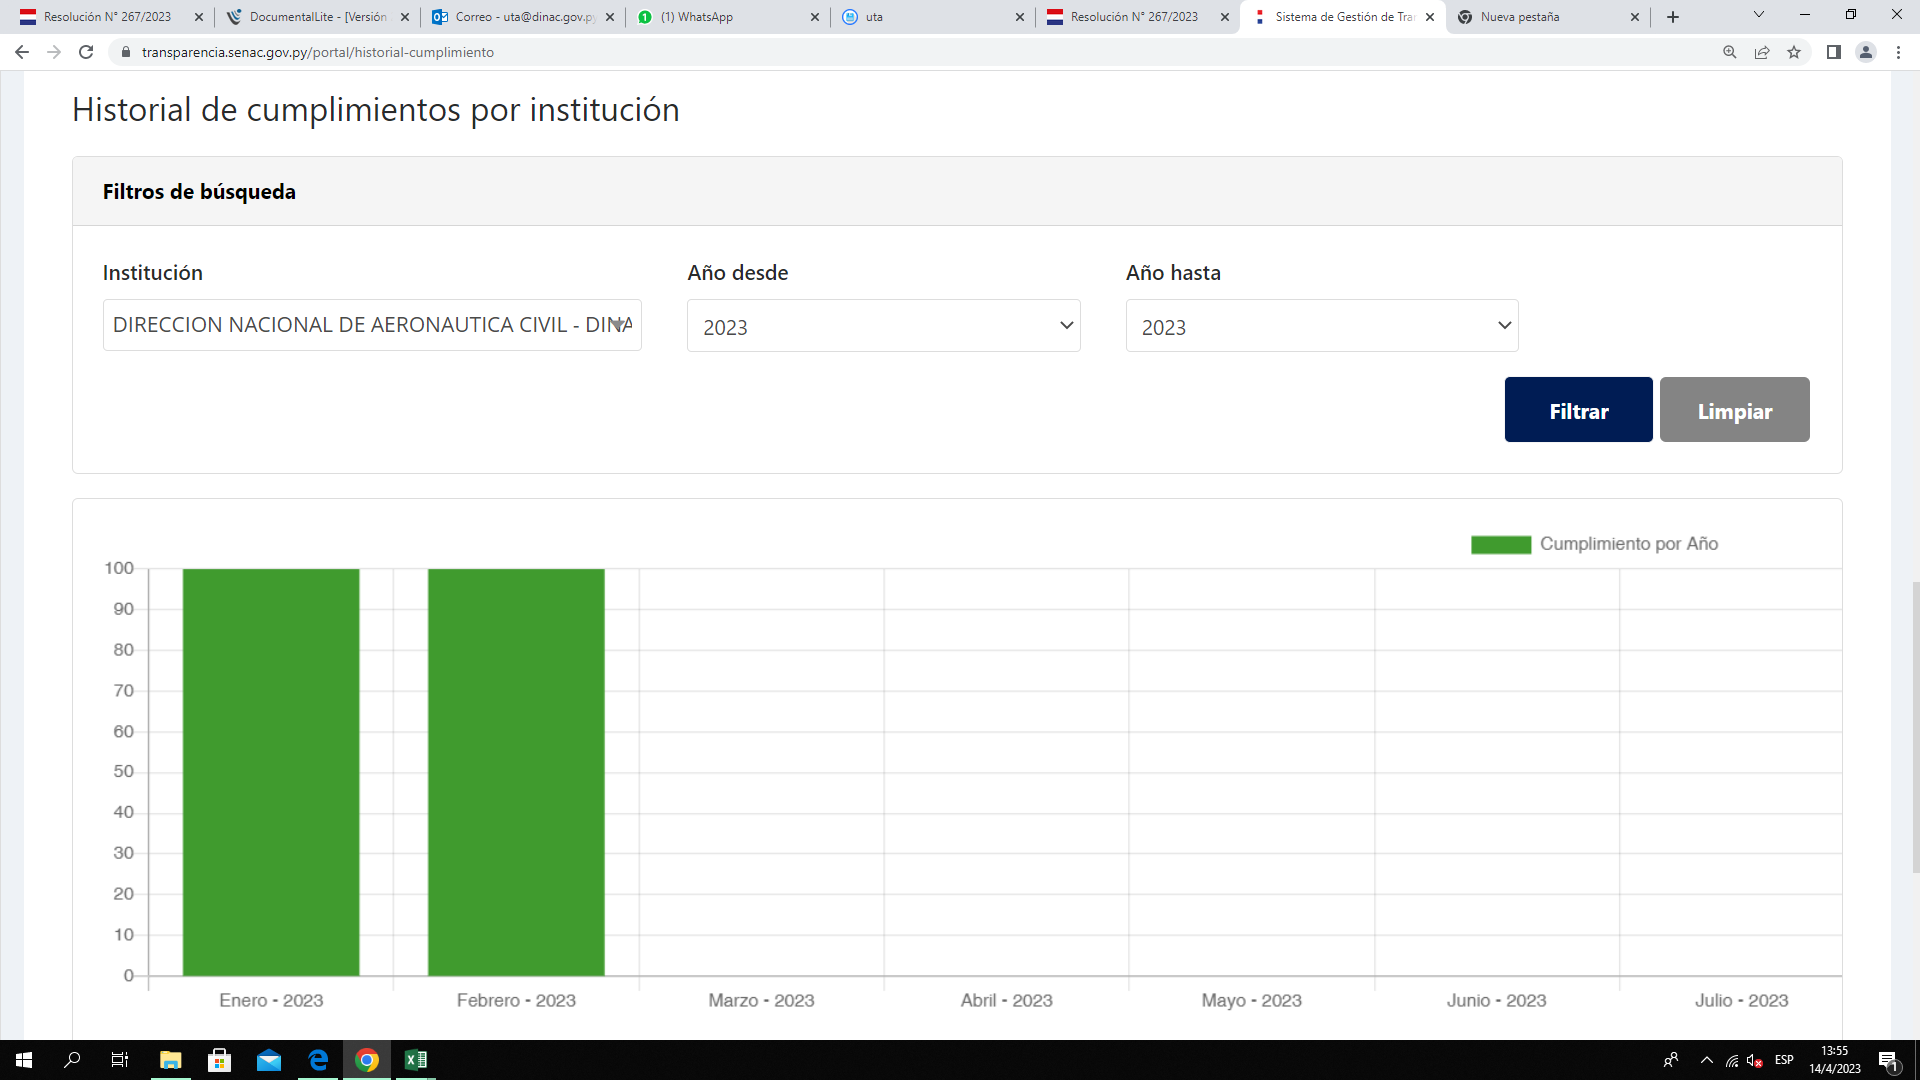 Resolución N° 267/2023
DocumentalLite - [Versión
Correo - uta@dinac.gov.py
(1) WhatsApp
uta
Resolución N° 267/2023
Sistema de Gestión de Tra
Nueva pestaña
transparencia.senac.gov.py/portal/historial-cumplimiento
Historial de cumplimientos por institución
Filtros de búsqueda
Institución
Año desde
Año hasta
DIRECCION NACIONAL DE AERONAUTICA CIVIL - DINA
2023
2023
Filtrar
Limpiar
Cumplimiento por Año
100
90
80
70
60
50
40
30
20
10
0
Enero - 2023
Febrero - 2023
Marzo - 2023
Abril - 2023
Mayo - 2023
Junio - 2023
Julio - 2023
ESP
13:55
14/4/2023
1